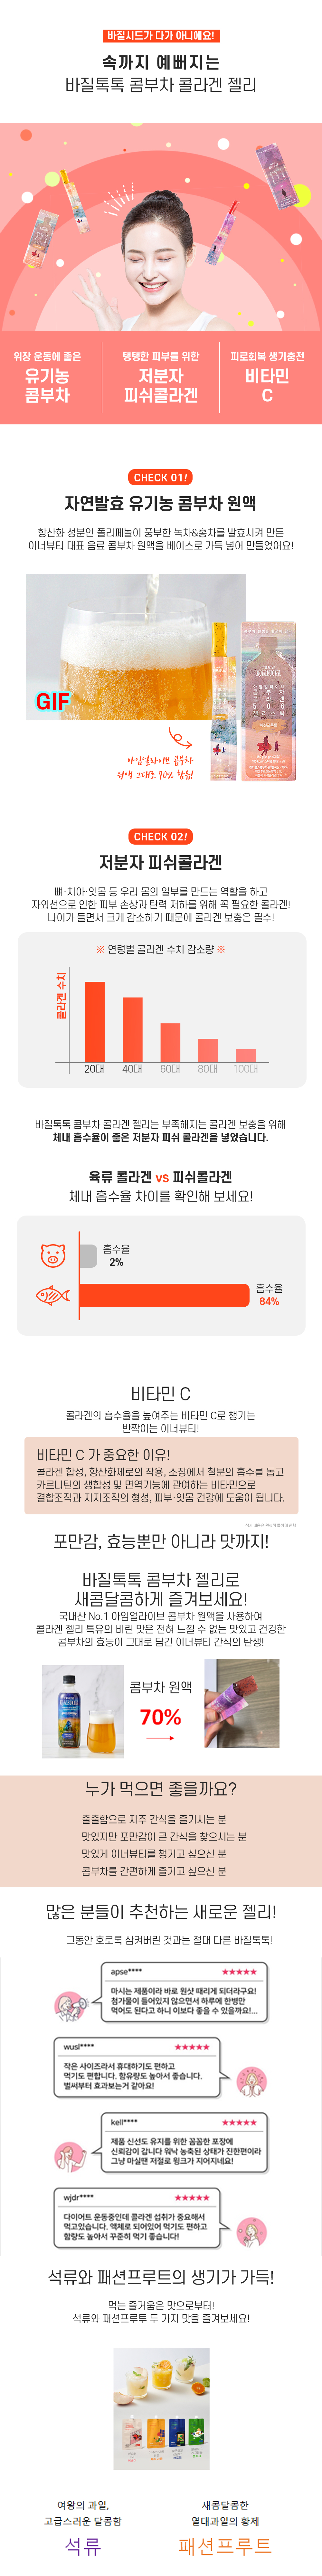 바질시드가 다가 아니에요!
속까지 예뻐지는
바질톡톡 콤부차 콜라겐 젤리
위장 운동에 좋은
유기농
콤부차
탱탱한 피부를 위한
저분자
피쉬콜라겐
피로회복 생기충전
비타민
C
CHECK 01!
자연발효 유기농 콤부차 원액
항산화 성분인 폴리페놀이 풍부한 녹차&홍차를 발효시켜 만든
이너뷰티 대표 음료 콤부차 원액을 베이스로 가득 넣어 만들었어요!
GIF
아임얼라이브 콤부차
원액 그대로 70% 함유!
CHECK 02!
저분자 피쉬콜라겐
뼈·치아·잇몸 등 우리 몸의 일부를 만드는 역할을 하고
자외선으로 인한 피부 손상과 탄력 저하를 위해 꼭 필요한 콜라겐!
나이가 들면서 크게 감소하기 때문에 콜라겐 보충은 필수!
※ 연령별 콜라겐 수치 감소량 ※
콜라겐 수치
20대 40대 60대 80대 100대
바질톡톡 콤부차 콜라겐 젤리는 부족해지는 콜라겐 보충을 위해
체내 흡수율이 좋은 저분자 피쉬 콜라겐을 넣었습니다.
육류 콜라겐 vs 피쉬콜라겐
체내 흡수율 차이를 확인해 보세요!
흡수율
2%
흡수율
84%
비타민 C
콜라겐의 흡수율을 높여주는 비타민 C로 챙기는
반짝이는 이너뷰티!
비타민 C 가 중요한 이유!
콜라겐 합성, 항산화제로의 작용, 소장에서 철분의 흡수를 돕고
카르니틴의 생합성 및 면역기능에 관여하는 비타민으로
결합조직과 지지조직의 형성, 피부·잇몸 건강에 도움이 됩니다.
포만감, 효능뿐만 아니라 맛까지!
바질톡톡 콤부차 젤리로
새콤달콤하게 즐겨보세요!
국내산 No.1 아임얼라이브 콤부차 원액을 사용하여
콜라겐 젤리 특유의 비린 맛은 전혀 느낄 수 없는 맛있고 건강한
콤부차의 효능이 그대로 담긴 이너뷰티 간식의 탄생!
콤부차 원액
70%
누가 먹으면 좋을까요?
출출함으로 자주 간식을 즐기시는 분
맛있지만 포만감이 큰 간식을 찾으시는 분
맛있게 이너뷰티를 챙기고 싶으신 분
콤부차를 간편하게 즐기고 싶으신 분
많은 분들이 추천하는 새로운 젤리!
그동안 호로록 삼켜버린 것과는 절대 다른 바질톡톡!
apse**** ★★★★★
마시는 제품이라 바로 원샷 때리게 되더라구요!
첨가물이 들어있지 않으면서 하루에 한병만
먹어도 된다고 하니 이보다 좋을 수 있을까요!...
wusl**** ★★★★★
작은 사이즈라서 휴대하기도 편하고
먹기도 편합니다. 함유량도 높아서 좋습니다.
벌써부터 효과보는거 같아요!
kell**** ★★★★★
제품 신선도 유지를 위한 꼼꼼한 포장에
신뢰감이 갑니다 워낙 농축된 상태가 진한편이라
그냥 마실땐 저절로 윙크가 지어지네요!
wjdr**** ★★★★★
다이어트 운동중인데 콜라겐 섭취가 중요해서
먹고있습니다. 액체로 되어있어 먹기도 편하고
함량도 높아서 꾸준히 먹기 좋습니다!
석류와 패션프루트의 생기가 가득!
먹는 즐거움은 맛으로부터!
석류와 패션프루투 두 가지 맛을 즐겨보세요!
여왕의 과일,
고급스러운 달콤함
석류
새콤달콤한
열대과일의 황제
패션프루트